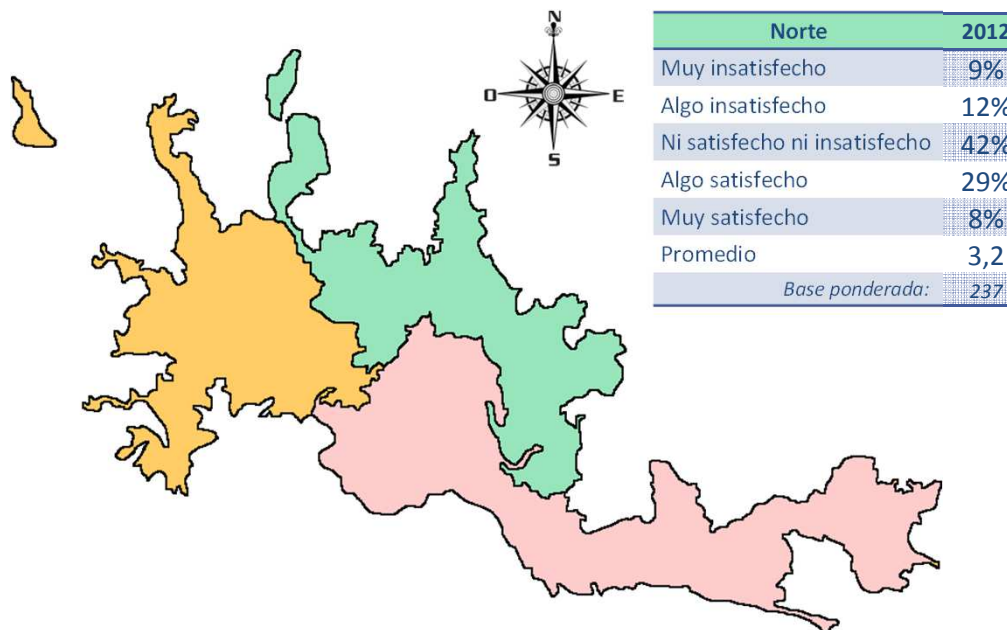 N
O E
S
Norte 2012
Muy insatisfecho 9%
Algo insatisfecho 12%
Ni satisfecho ni insatisfecho 42%
Algo satisfecho 29%
Muy satisfecho 8%
Promedio 3,2
Base ponderada: 237